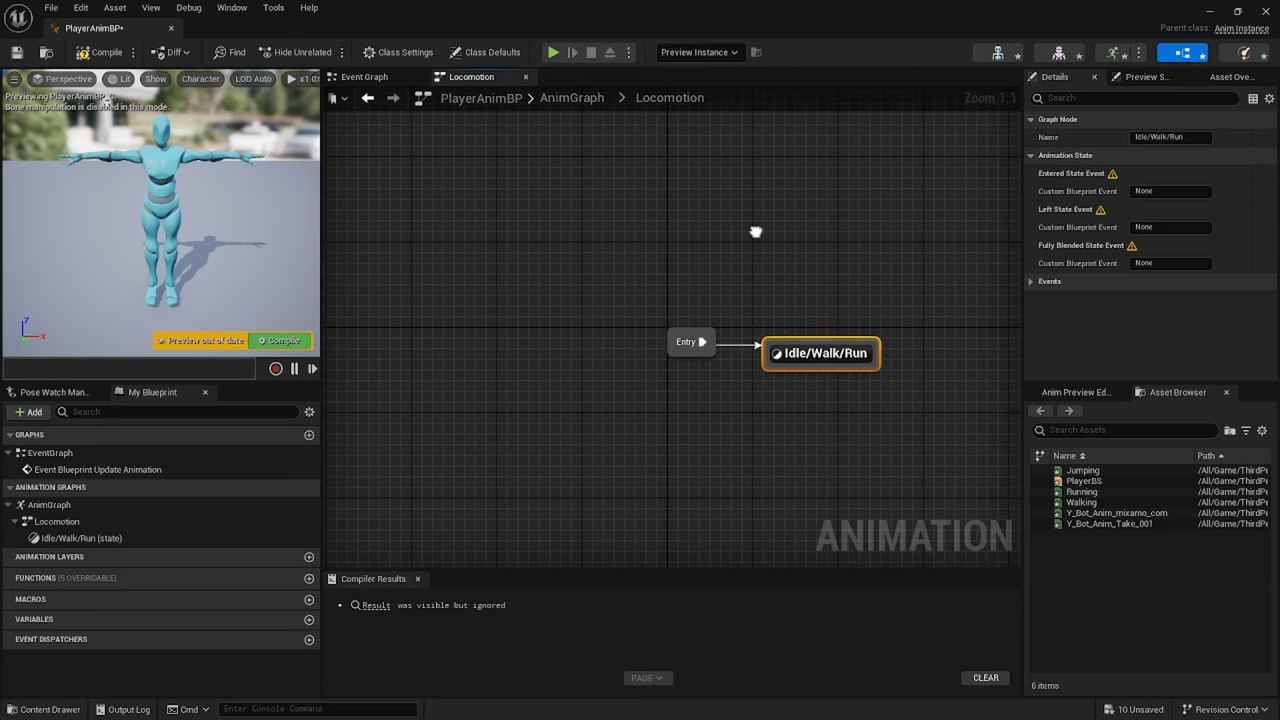 File Edit Asset View Debug Window Tools Help
PlayerAnimBP•
Parent class: Anim Instance
Compile Diff Find Hide Unrelated Class Settings Class Defaults Preview Instance
Perspective Lit Show Character LOD Auto x1.0
Previewing PlayerAnimBP_C.
Bone manipulation is disabled in this mode.
Event Graph Locomotion
PlayerAnimBP AnimGraph Locomotion Zoom 1:1
Details Preview S... Asset Ove...
Search
Graph Node
Name Idle/Walk/Run
Animation State
Entered State Event
Custom Blueprint Event None
Left State Event
Custom Blueprint Event None
Fully Blended State Event
Custom Blueprint Event None
Events
Z
X
Preview out of date Compile
Entry
Idle/Walk/Run
ANIMATION
Pose Watch Man... My Blueprint
Add Search
GRAPHS
EventGraph
Event Blueprint Update Animation
ANIMATION GRAPHS
AnimGraph
Locomotion
Idle/Walk/Run (state)
ANIMATION LAYERS
FUNCTIONS (5 OVERRIDABLE)
MACROS
VARIABLES
EVENT DISPATCHERS
Compiler Results
• Result was visible but ignored
PAGE
CLEAR
Anim Preview Ed... Asset Browser
Search Assets
Name Path
Jumping /All/Game/ThirdPe
PlayerBS /All/Game/ThirdPe
Running /All/Game/ThirdPe
Walking /All/Game/ThirdPe
Y_Bot_Anim_mixamo_com /All/Game/ThirdPe
Y_Bot_Anim_Take_001 /All/Game/ThirdPe
6 items
Content Drawer Output Log Cmd Enter Console Command 10 Unsaved Revision Control